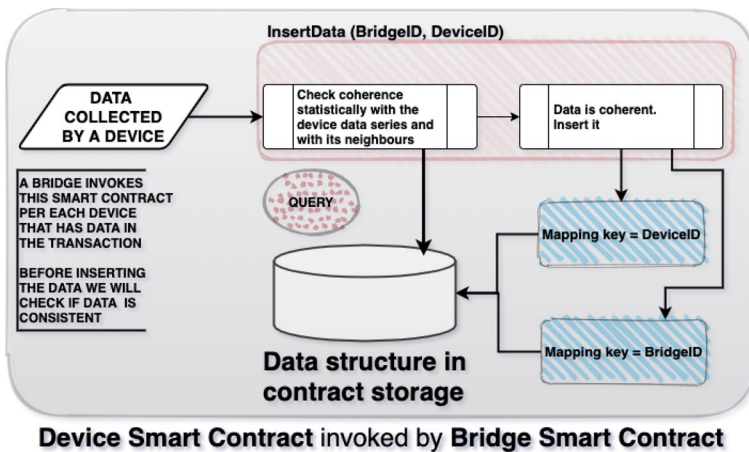 InsertData (BridgeID, DeviceID)
DATA
COLLECTED
BY A DEVICE
Check coherence
statistically with the
device data series and
with its neighbours
Data is coherent.
Insert it
A BRIDGE INVOKES
THIS SMART CONTRACT
PER EACH DEVICE
THAT HAS DATA IN
THE TRANSACTION
BEFORE INSERTING
THE DATA WE WILL
CHECK IF DATA IS
CONSISTENT
QUERY
Mapping key = DeviceID
Mapping key = BridgeID
Data structure in
contract storage
Device Smart Contract invoked by Bridge Smart Contract